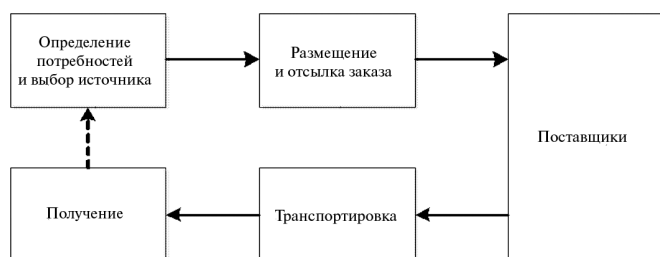 Определение
потребностей
и выбор источника
Размещение
и отсылка заказа
Поставщики
Получение
Транспортировка